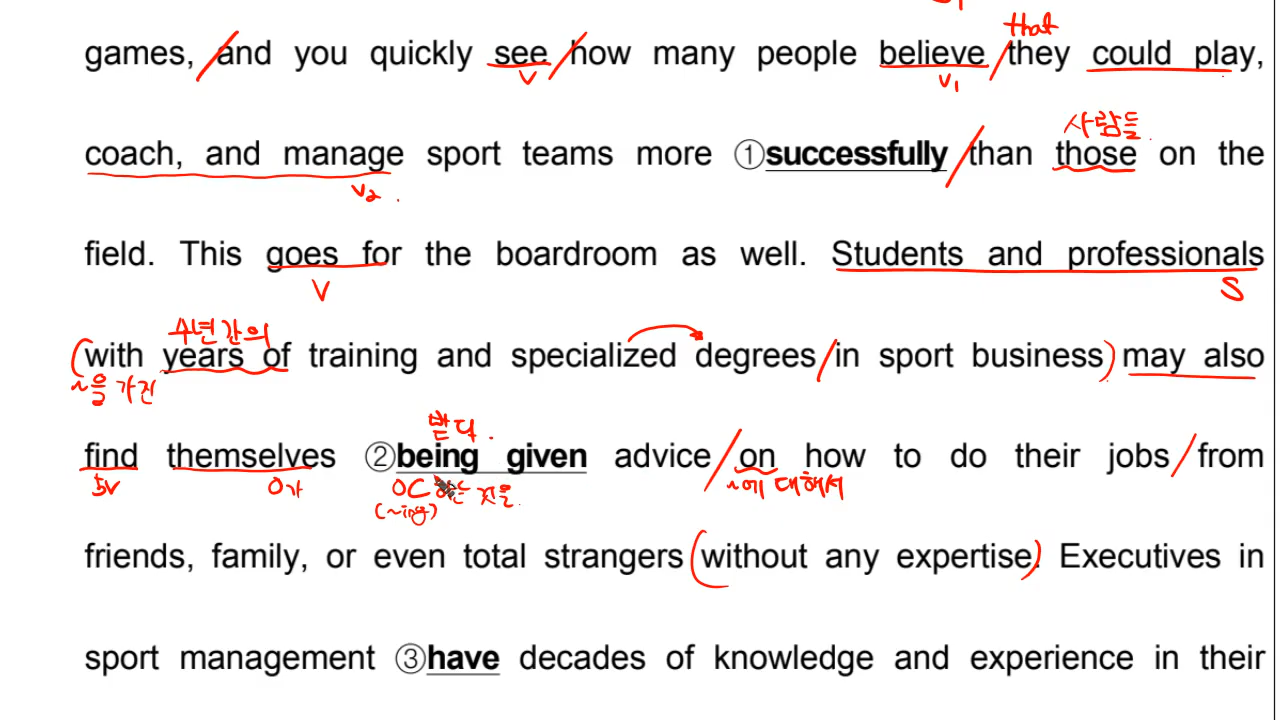 that
games, and you quickly see how many people believe they could play,
V V1
사람들
coach, and manage sport teams more ①successfully than those on the
V2
field. This goes for the boardroom as well. Students and professionals
V S
수년간의
with years of training and specialized degrees in sport business may also
~을 가진
받다
find themselves ②being given advice on how to do their jobs from
5V O가 OC 하는 것을 ~에 대해서
(~ing)
friends, family, or even total strangers without any expertise. Executives in
sport management ③have decades of knowledge and experience in their